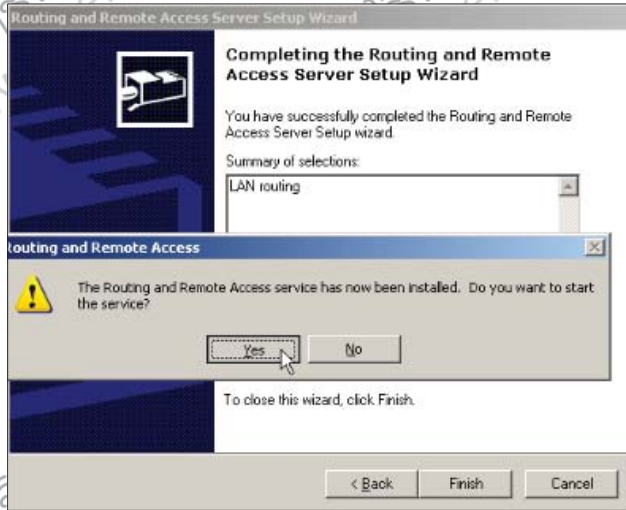 Routing and Remote Access Server Setup Wizard
Completing the Routing and Remote
Access Server Setup Wizard
You have successfully completed the Routing and Remote
Access Server Setup wizard.
Summary of selections:
LAN routing
Routing and Remote Access
The Routing and Remote Access service has now been installed. Do you want to start
the service?
Yes
No
To close this wizard, click Finish.
< Back
Finish
Cancel